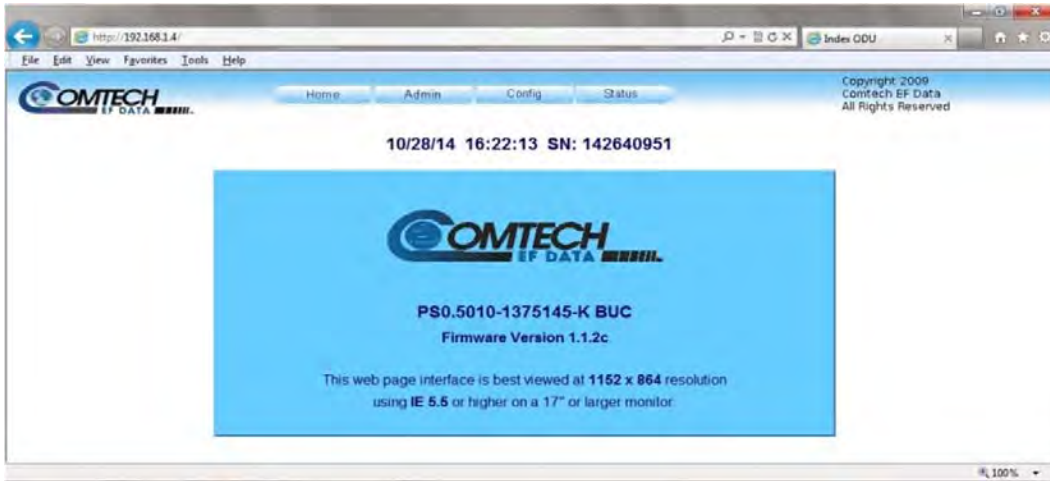 http://192.168.1.4/
Index ODU
File Edit View Favorites Tools Help
COMTECH
EF DATA
Home Admin Config Status
Copyright 2009
Comtech EF Data
All Rights Reserved
10/28/14 16:22:13 SN: 142640951
COMTECH
EF DATA
PS0.5010-1375145-K BUC
Firmware Version 1.1.2c
This web page interface is best viewed at 1152 x 864 resolution
using IE 5.5 or higher on a 17" or larger monitor
100%